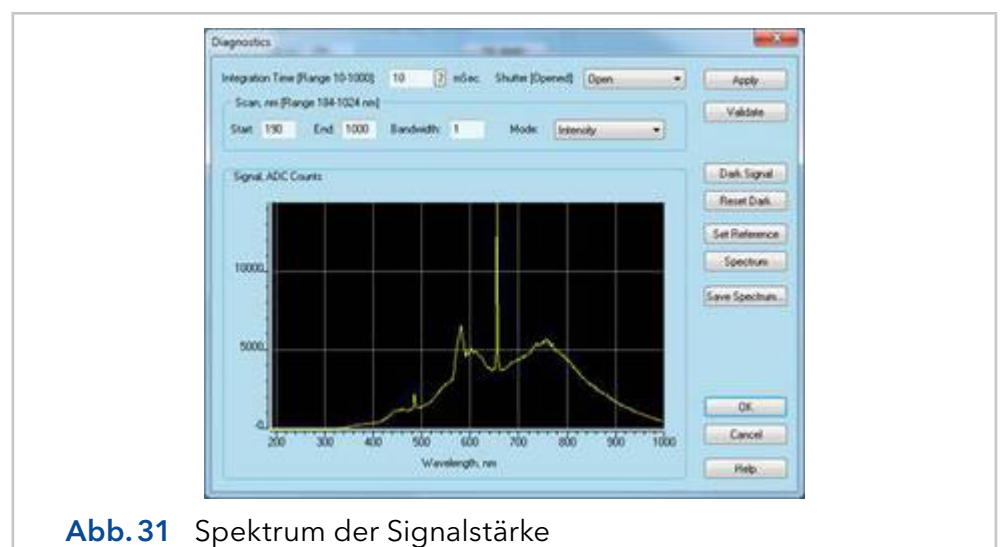 Diagnostics
Integration Time [Range 10-1000] 10 mSec. Shutter [Opened] Open Apply
Scan, nm [Range 184-1024 nm] Validate
Start: 190 End: 1000 Bandwidth: 1 Mode: Intensity
Signal, ADC Counts Dark Signal
Reset Dark
Set Reference
10000 Spectrum
Save Spectrum...
5000
0 OK
200 300 400 500 600 700 800 900 1000 Cancel
Wavelength, nm Help
Abb. 31 Spektrum der Signalstärke